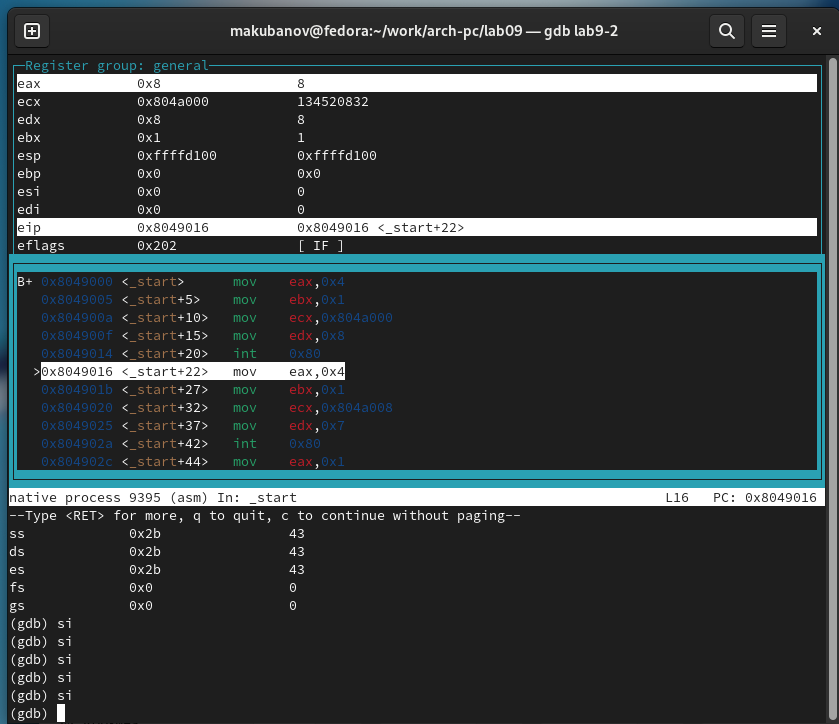 makubanov@fedora:~/work/arch-pc/lab09 — gdb lab9-2
Register group: general
eax 0x8 8
ecx 0x804a000 134520832
edx 0x8 8
ebx 0x1 1
esp 0xffffd100 0xffffd100
ebp 0x0 0x0
esi 0x0 0
edi 0x0 0
eip 0x8049016 0x8049016 <_start+22>
eflags 0x202 [ IF ]
B+ 0x8049000 <_start> mov eax,0x4
0x8049005 <_start+5> mov ebx,0x1
0x804900a <_start+10> mov ecx,0x804a000
0x804900f <_start+15> mov edx,0x8
0x8049014 <_start+20> int 0x80
>0x8049016 <_start+22> mov eax,0x4
0x804901b <_start+27> mov ebx,0x1
0x8049020 <_start+32> mov ecx,0x804a008
0x8049025 <_start+37> mov edx,0x7
0x804902a <_start+42> int 0x80
0x804902c <_start+44> mov eax,0x1
native process 9395 (asm) In: _start L16 PC: 0x8049016
--Type <RET> for more, q to quit, c to continue without paging--
ss 0x2b 43
ds 0x2b 43
es 0x2b 43
fs 0x0 0
gs 0x0 0
(gdb) si
(gdb) si
(gdb) si
(gdb) si
(gdb) si
(gdb)